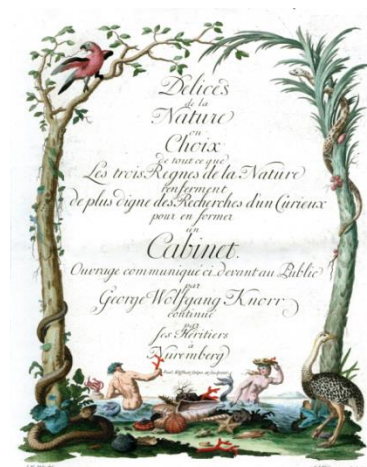 Délices
de la
Nature
ou
Choix
de tout ce que
Les trois Regnes de la Nature
renferment
de plus digne des Recherches d'un Curieux
pour en former
un
Cabinet.
Ouvrage communiqué ci-devant au Public
par
George Wolfgang Knorr
continué
par
ses Héritiers
à
Nuremberg